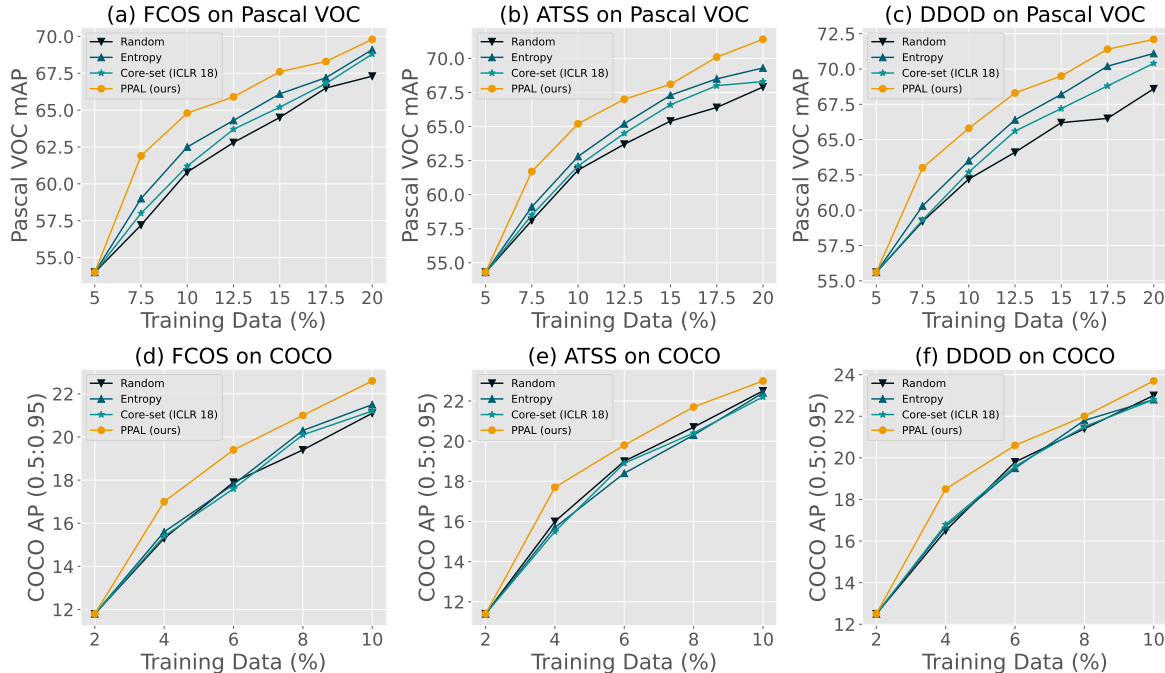 (a) FCOS on Pascal VOC
Pascal VOC mAP
70.0
67.5
65.0
62.5
60.0
57.5
55.0
Random
Entropy
Core-set (ICLR 18)
PPAL (ours)
5 7.5 10 12.5 15 17.5 20
Training Data (%)
(b) ATSS on Pascal VOC
Pascal VOC mAP
70.0
67.5
65.0
62.5
60.0
57.5
55.0
Random
Entropy
Core-set (ICLR 18)
PPAL (ours)
5 7.5 10 12.5 15 17.5 20
Training Data (%)
(c) DDOD on Pascal VOC
Pascal VOC mAP
72.5
70.0
67.5
65.0
62.5
60.0
57.5
55.0
Random
Entropy
Core-set (ICLR 18)
PPAL (ours)
5 7.5 10 12.5 15 17.5 20
Training Data (%)
(d) FCOS on COCO
COCO AP (0.5:0.95)
22
20
18
16
14
12
Random
Entropy
Core-set (ICLR 18)
PPAL (ours)
2 4 6 8 10
Training Data (%)
(e) ATSS on COCO
COCO AP (0.5:0.95)
22
20
18
16
14
12
Random
Entropy
Core-set (ICLR 18)
PPAL (ours)
2 4 6 8 10
Training Data (%)
(f) DDOD on COCO
COCO AP (0.5:0.95)
24
22
20
18
16
14
12
Random
Entropy
Core-set (ICLR 18)
PPAL (ours)
2 4 6 8 10
Training Data (%)